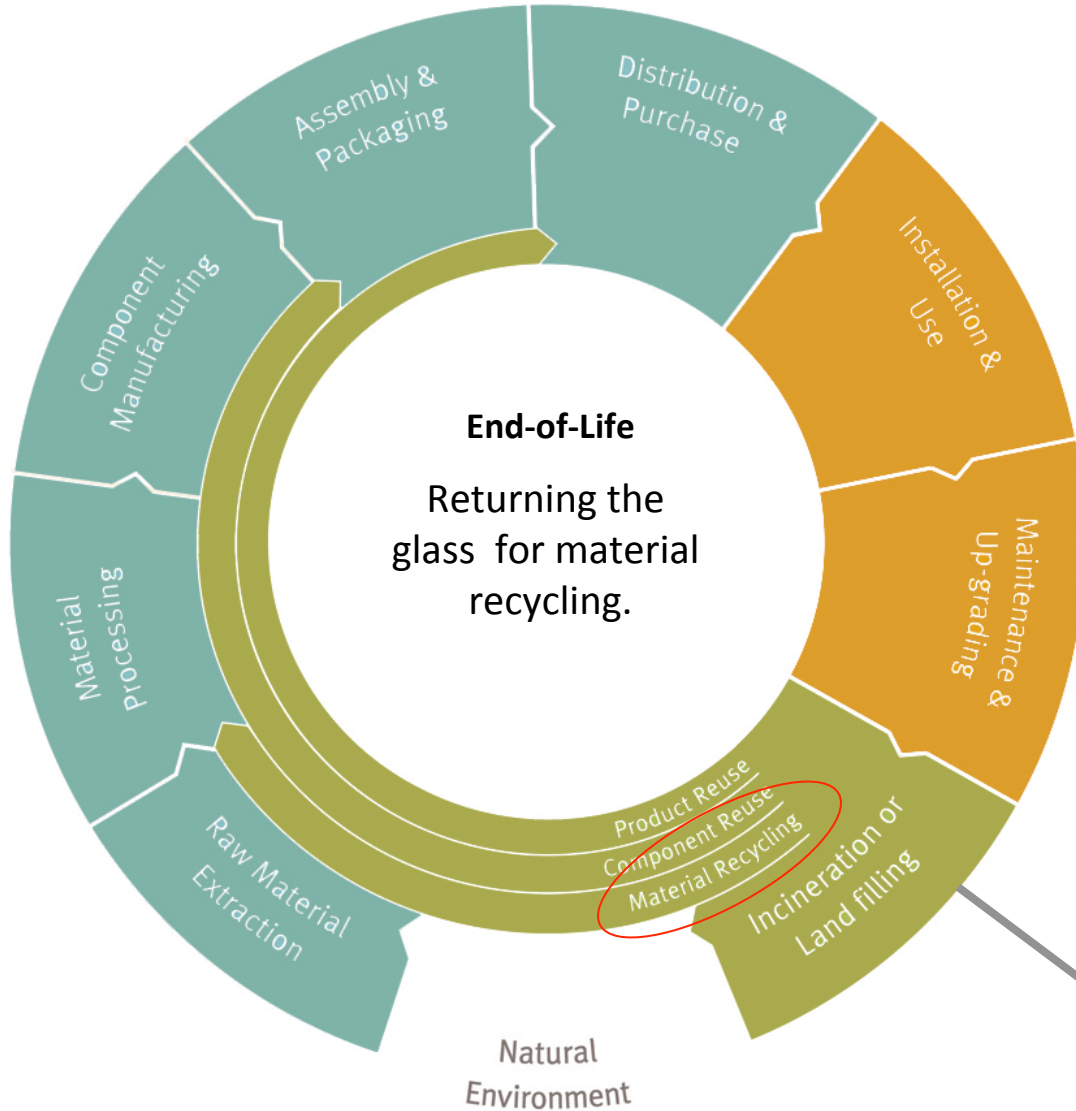 Assembly &
Packaging
Distribution &
Purchase
Installation &
Use
Component
Manufacturing
End-of-Life
Returning the
glass  for material
recycling.
Maintenance &
Up-grading
Material
Processing
Product Reuse
Component Reuse
Material Recycling
Incineration or
Land filling
Raw Material
Extraction
Natural
Environment